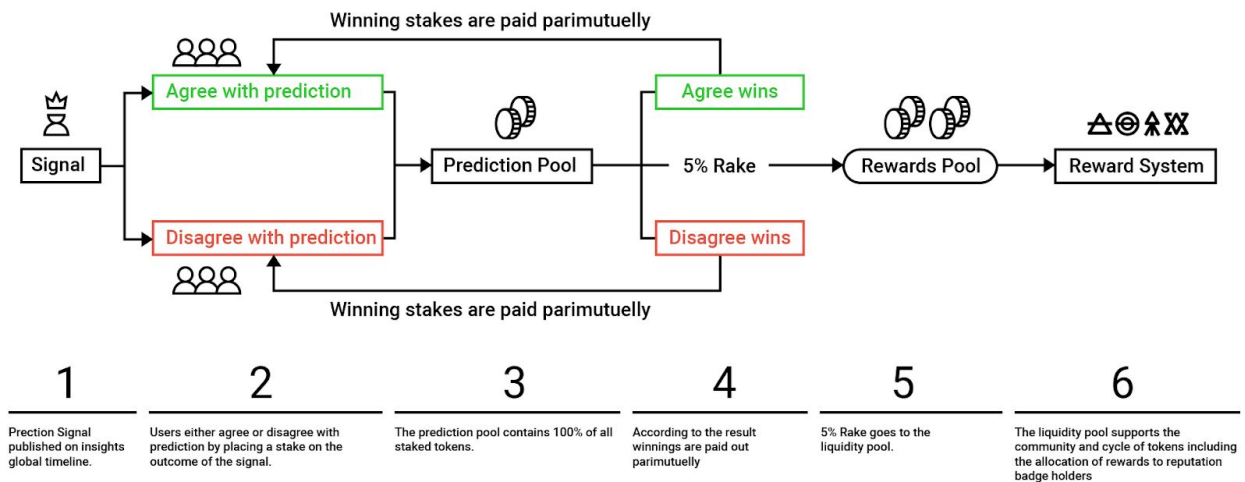 Winning stakes are paid parimutuelly
Agree with prediction
Agree wins
Signal
Prediction Pool
5% Rake
Rewards Pool
Reward System
Disagree with prediction
Disagree wins
Winning stakes are paid parimutuelly
1
Prection Signal
published on insights
global timeline.
2
Users either agree or disagree with
prediction by placing a stake on the
outcome of the signal.
3
The prediction pool contains 100% of all
staked tokens.
4
According to the result
winnings are paid out
parimutuelly
5
5% Rake goes to the
liquidity pool.
6
The liquidity pool supports the
community and cycle of tokens including
the allocation of rewards to reputation
badge holders